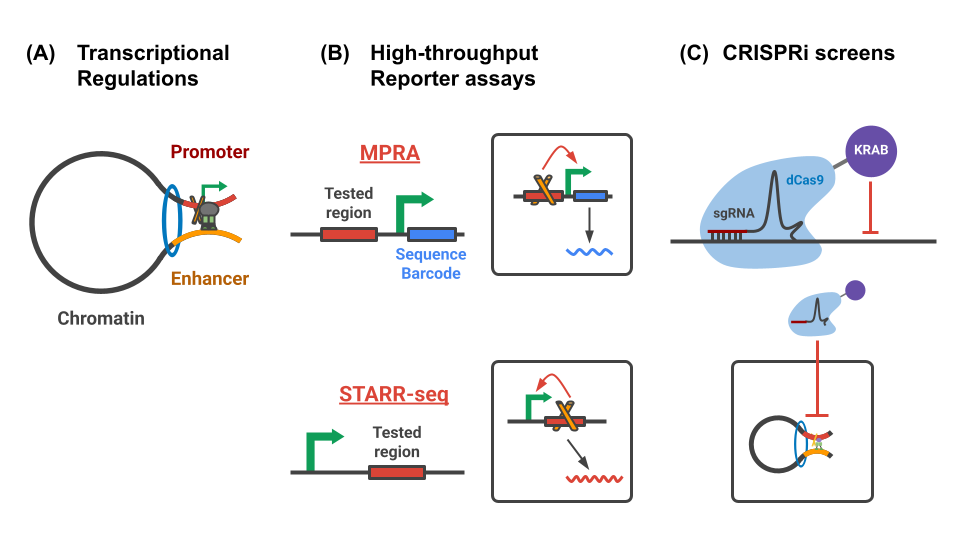 (A) Transcriptional
Regulations
Promoter
Enhancer
Chromatin
(B) High-throughput
Reporter assays
MPRA
Tested
region
Sequence
Barcode
STARR-seq
Tested
region
(C) CRISPRi screens
KRAB
dCas9
sgRNA